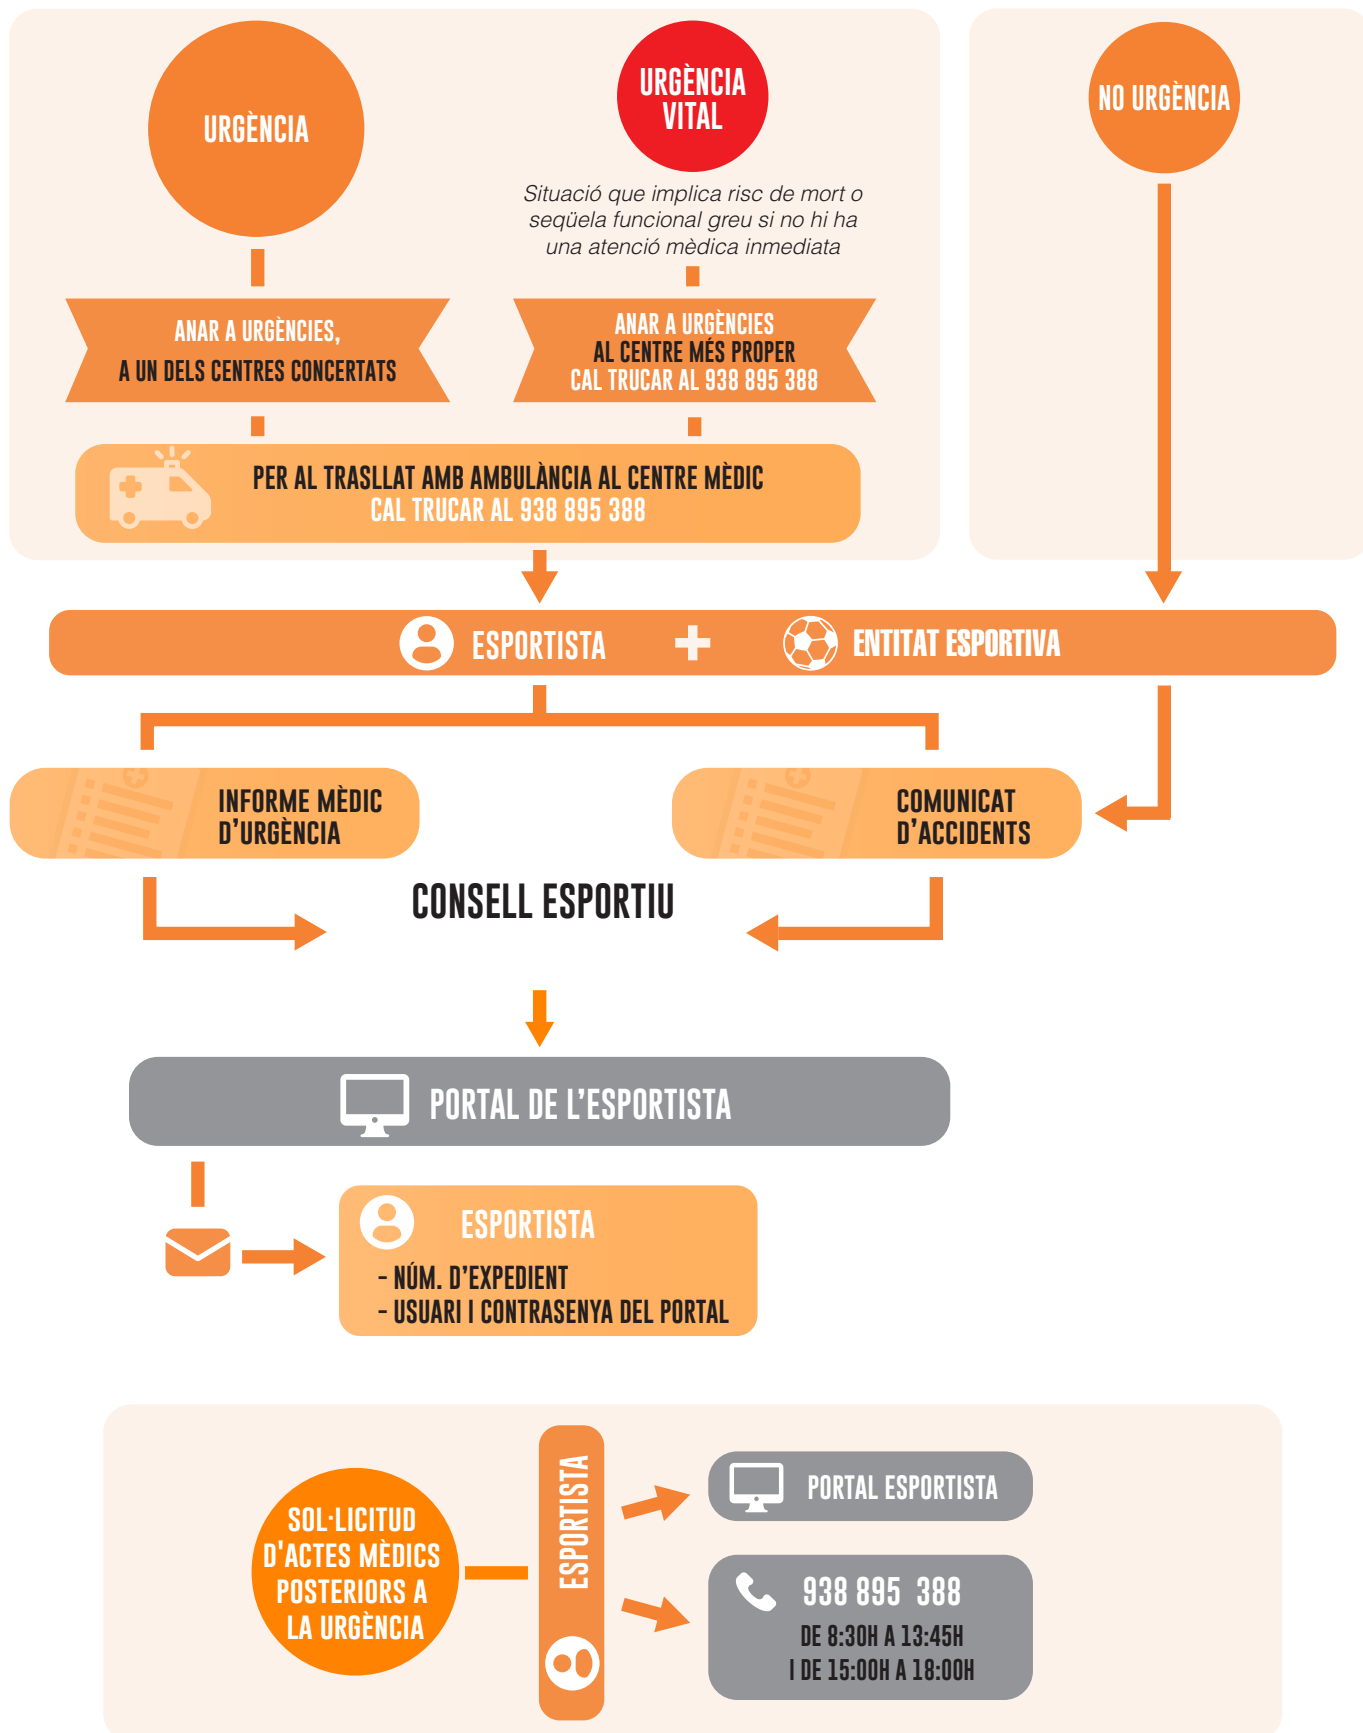 URGÈNCIA
ANAR A URGÈNCIES,
A UN DELS CENTRES CONCERTATS
URGÈNCIA
VITAL
Situació que implica risc de mort o
seqüela funcional greu si no hi ha
una atenció mèdica inmediata
ANAR A URGÈNCIES
AL CENTRE MÉS PROPER
CAL TRUCAR AL 938 895 388
PER AL TRASLLAT AMB AMBULÀNCIA AL CENTRE MÈDIC
CAL TRUCAR AL 938 895 388
NO URGÈNCIA
ESPORTISTA
ENTITAT ESPORTIVA
INFORME MÈDIC
D'URGÈNCIA
COMUNICAT
D'ACCIDENTS
CONSELL ESPORTIU
PORTAL DE L'ESPORTISTA
ESPORTISTA
- NÚM. D'EXPEDIENT
- USUARI I CONTRASENYA DEL PORTAL
SOL·LICITUD
D'ACTES MÈDICS
POSTERIORS A
LA URGÈNCIA
ESPORTISTA
PORTAL ESPORTISTA
938 895 388
DE 8:30H A 13:45H
I DE 15:00H A 18:00H